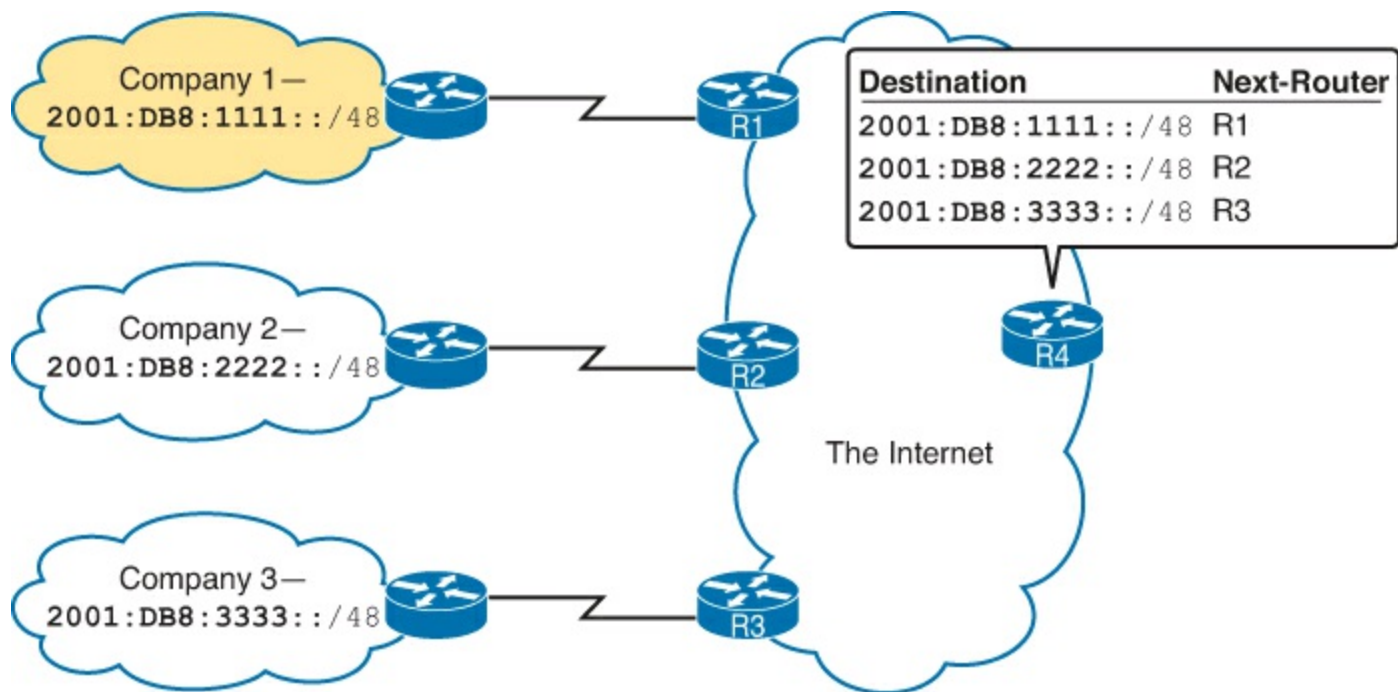 Company 1—
2001:DB8:1111::/48
R1
Destination Next-Router
2001:DB8:1111::/48 R1
2001:DB8:2222::/48 R2
2001:DB8:3333::/48 R3
Company 2—
2001:DB8:2222::/48
R2
R4
The Internet
Company 3—
2001:DB8:3333::/48
R3